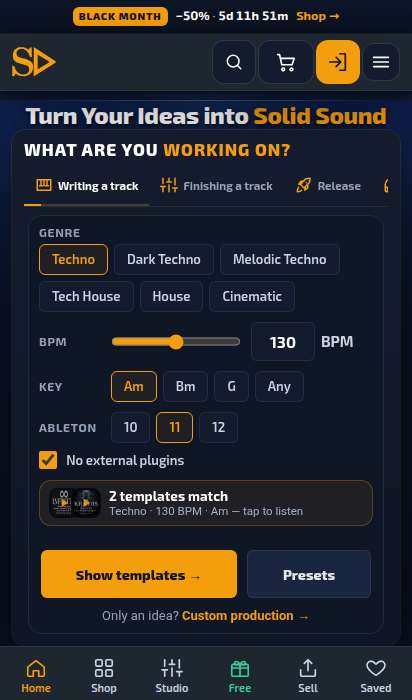 BLACK MONTH −50% · 5d 11h 51m Shop →
Turn Your Ideas into Solid Sound
WHAT ARE YOU WORKING ON?
Writing a track Finishing a track Release
GENRE
Techno Dark Techno Melodic Techno
Tech House House Cinematic
BPM 130 BPM
KEY Am Bm G Any
ABLETON 10 11 12
No external plugins
2 templates match
Techno · 130 BPM · Am — tap to listen
Show templates → Presets
Only an idea? Custom production →
Home Shop Studio Free Sell Saved